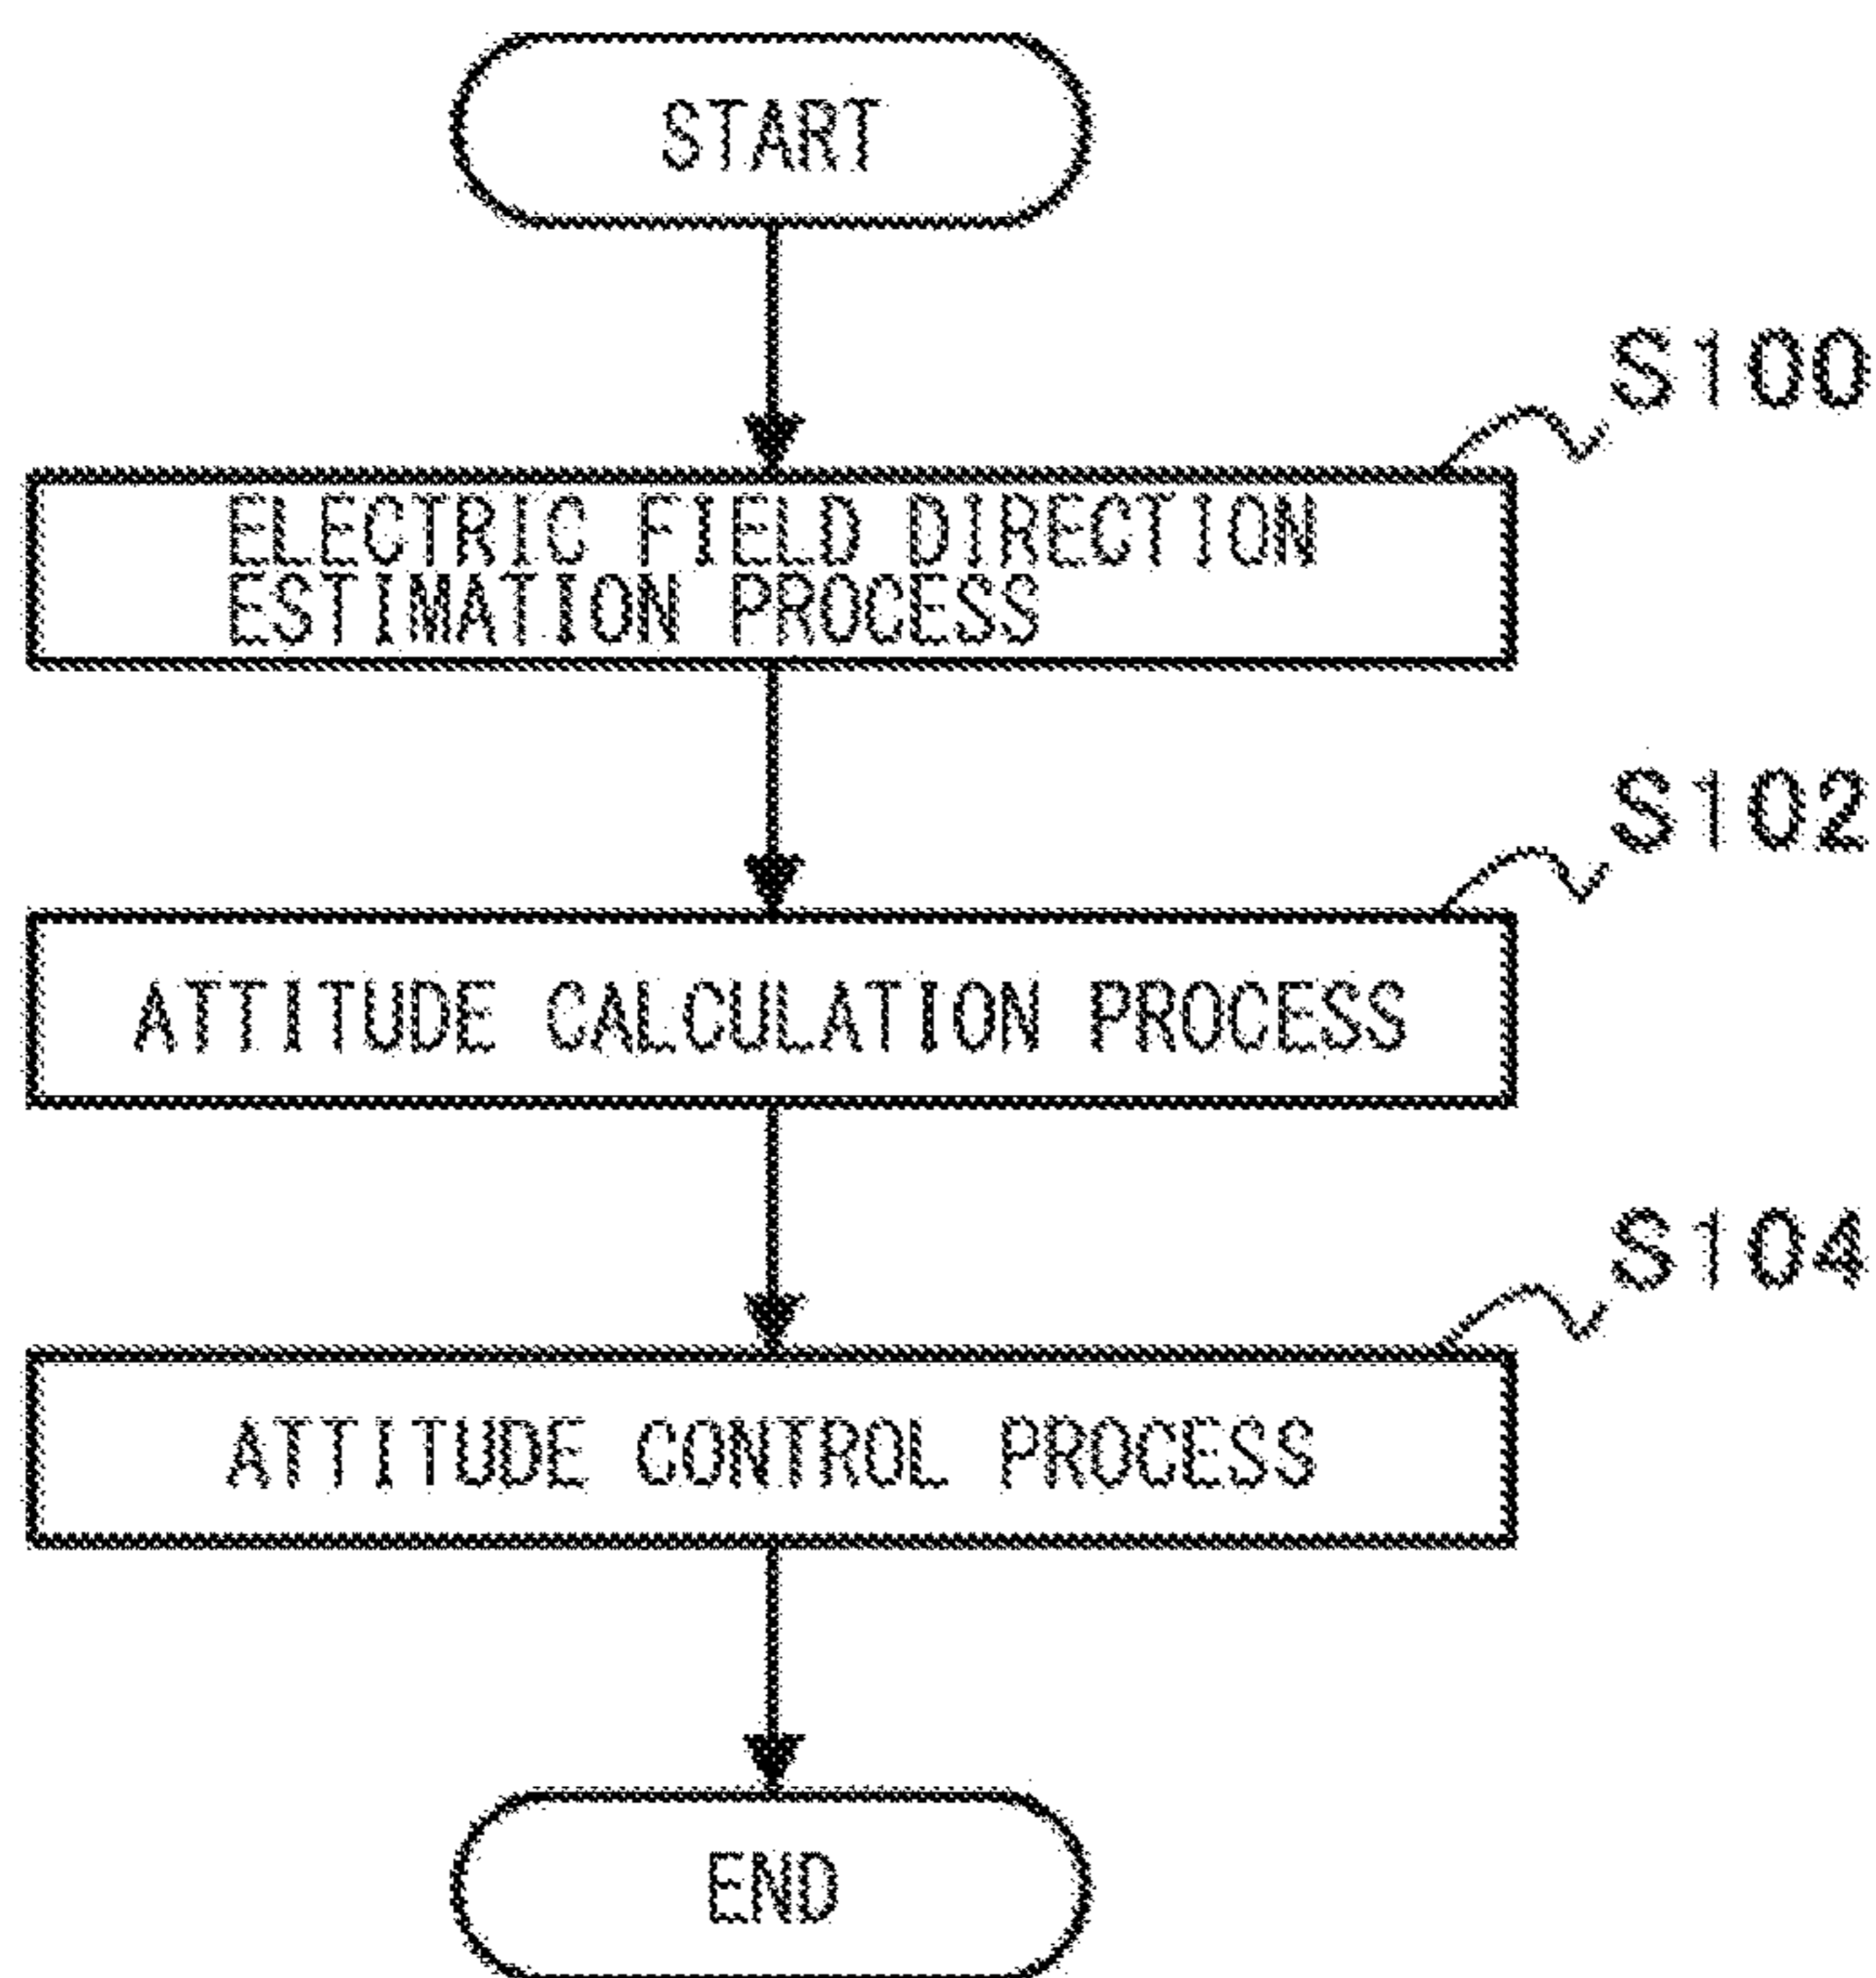 START
S100
ELECTRIC FIELD DIRECTION
ESTIMATION PROCESS
S102
ATTITUDE CALCULATION PROCESS
S104
ATTITUDE CONTROL PROCESS
END